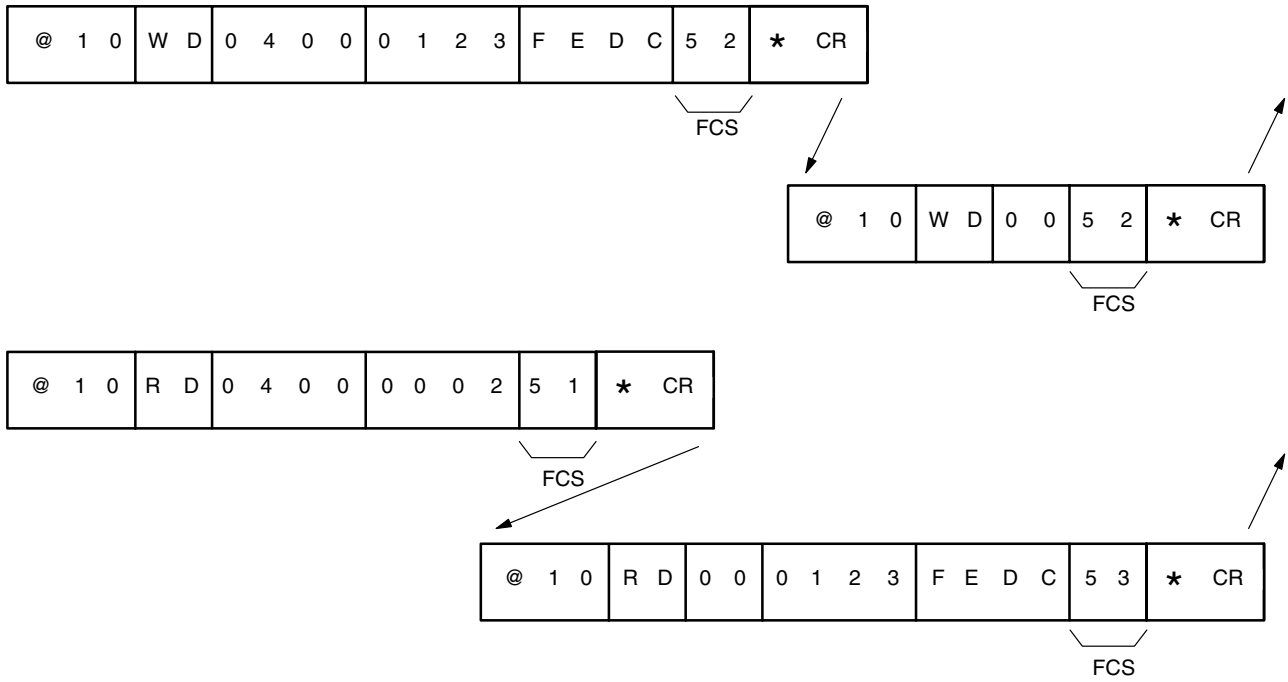 @ 1 0 W D 0 4 0 0 0 1 2 3 F E D C 5 2 * CR
FCS
@ 1 0 W D 0 0 5 2 * CR
FCS
@ 1 0 R D 0 4 0 0 0 0 0 2 5 1 * CR
FCS
@ 1 0 R D 0 0 0 1 2 3 F E D C 5 3 * CR
FCS